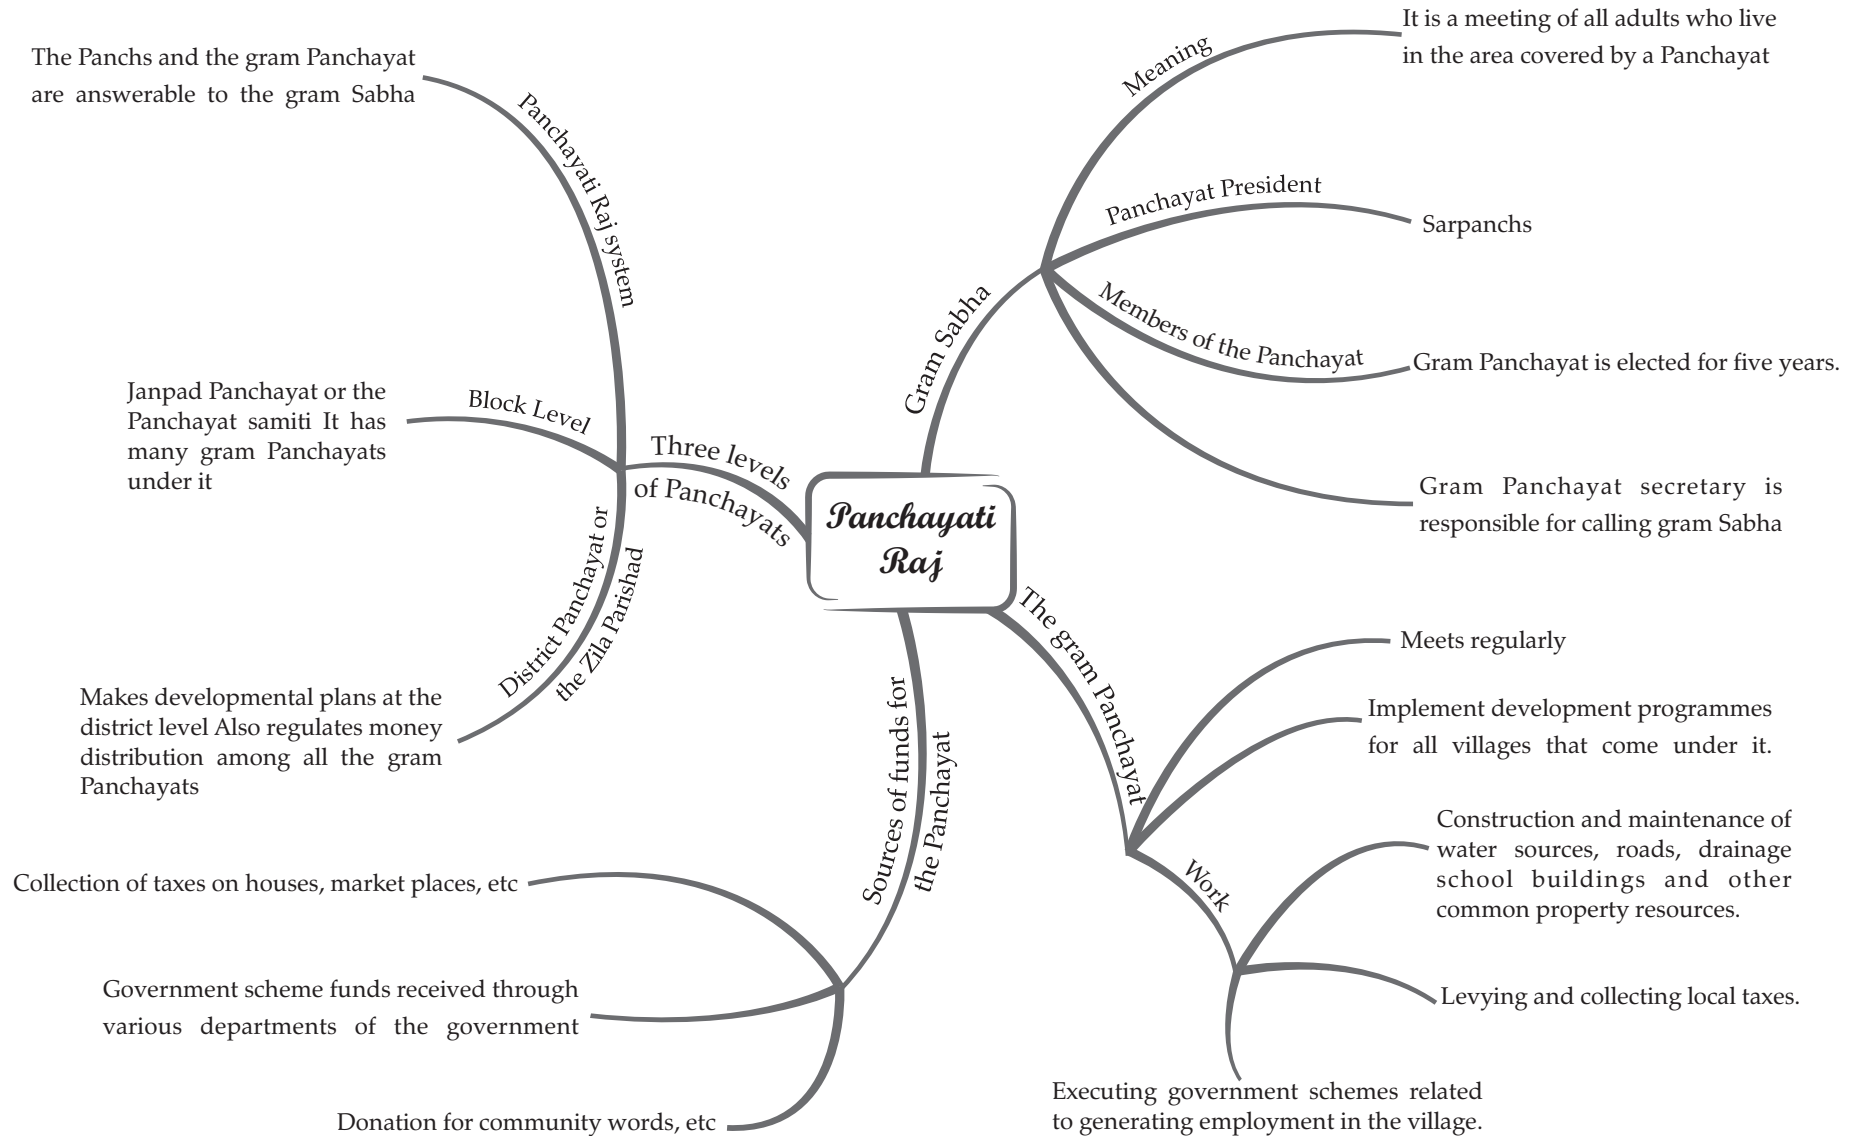 Panchayati
Raj
Gram Sabha
Meaning
It is a meeting of all adults who live
in the area covered by a Panchayat
Panchayat President
Sarpanchs
Members of the Panchayat
Gram Panchayat is elected for five years.
Gram Panchayat secretary is
responsible for calling gram Sabha
The gram Panchayat
Meets regularly
Implement development programmes
for all villages that come under it.
Work
Construction and maintenance of
water sources, roads, drainage
school buildings and other
common property resources.
Levying and collecting local taxes.
Executing government schemes related
to generating employment in the village.
Sources of funds for
the Panchayat
Collection of taxes on houses, market places, etc
Government scheme funds received through
various departments of the government
Donation for community words, etc
Three levels
of Panchayats
Panchayati Raj system
The Panchs and the gram Panchayat
are answerable to the gram Sabha
Block Level
Janpad Panchayat or the
Panchayat samiti It has
many gram Panchayats
under it
District Panchayat or
the Zila Parishad
Makes developmental plans at the
district level Also regulates money
distribution among all the gram
Panchayats